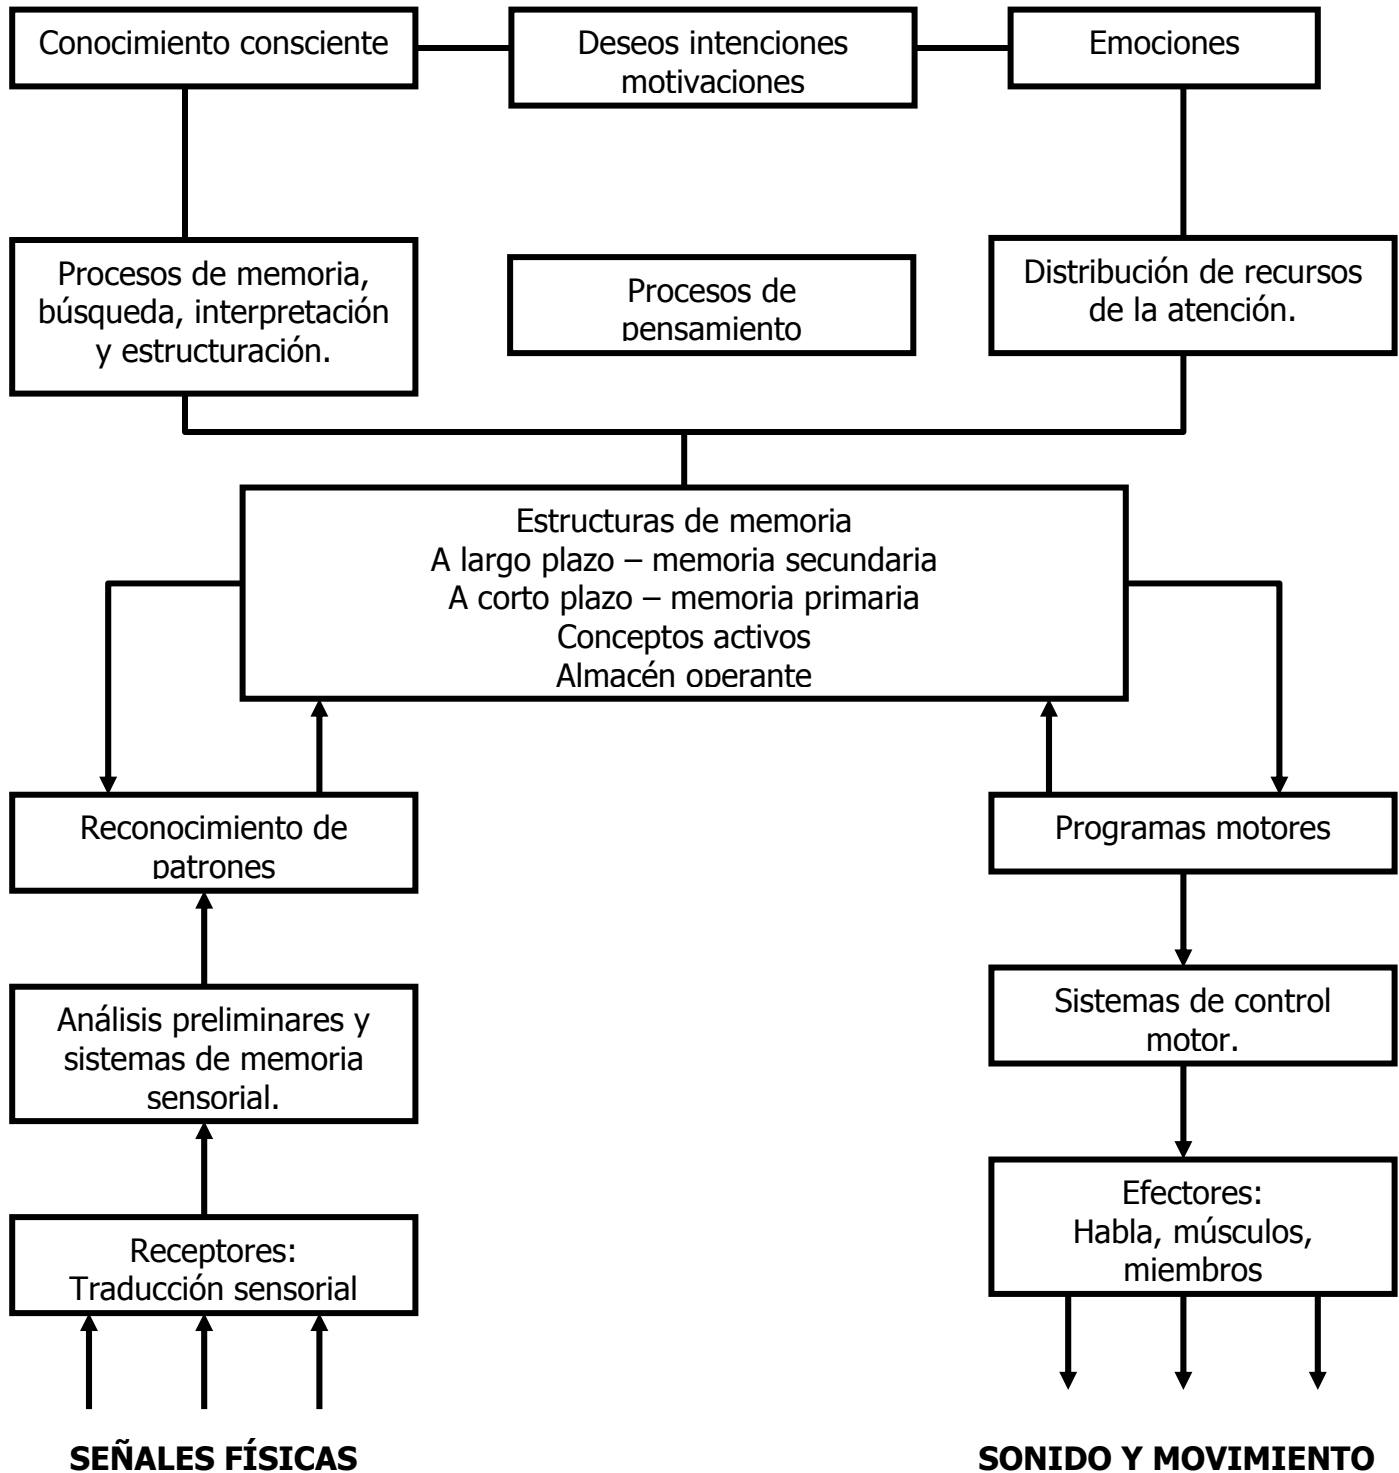 Conocimiento consciente
Deseos intenciones
motivaciones
Emociones
Procesos de memoria,
búsqueda, interpretación
y estructuración.
Procesos de
pensamiento
Distribución de recursos
de la atención.
Estructuras de memoria
A largo plazo – memoria secundaria
A corto plazo – memoria primaria
Conceptos activos
Almacén operante
Reconocimiento de
patrones
Programas motores
Análisis preliminares y
sistemas de memoria
sensorial.
Sistemas de control
motor.
Receptores:
Traducción sensorial
Efectores:
Habla, músculos,
miembros
SEÑALES FÍSICAS
SONIDO Y MOVIMIENTO